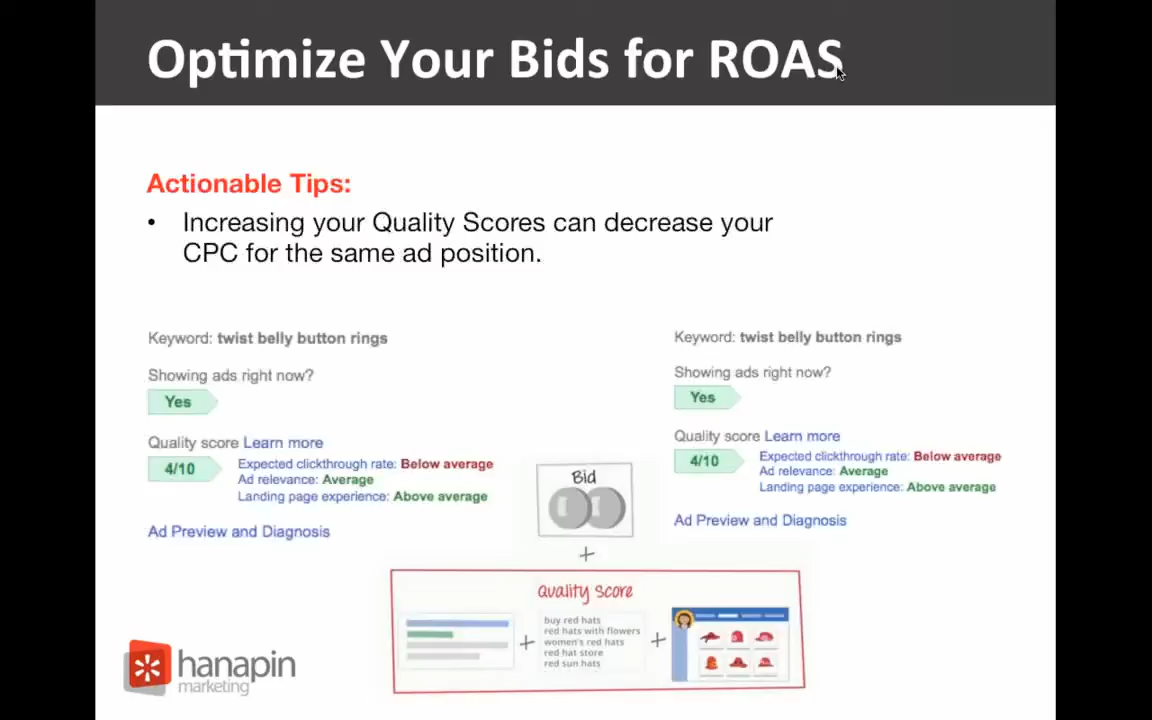 Optimize Your Bids for ROAS
Actionable Tips:
• Increasing your Quality Scores can decrease your
CPC for the same ad position.
Keyword: twist belly button rings
Showing ads right now?
Yes
Quality score Learn more
4/10
Expected clickthrough rate: Below average
Ad relevance: Average
Landing page experience: Above average
Ad Preview and Diagnosis
Keyword: twist belly button rings
Showing ads right now?
Yes
Quality score Learn more
4/10
Expected clickthrough rate: Below average
Ad relevance: Average
Landing page experience: Above average
Ad Preview and Diagnosis
Bid
+
Quality Score
+
buy red hats
red hats with flowers
women's red hats
red hat store
red sun hats
+
hanapin
marketing